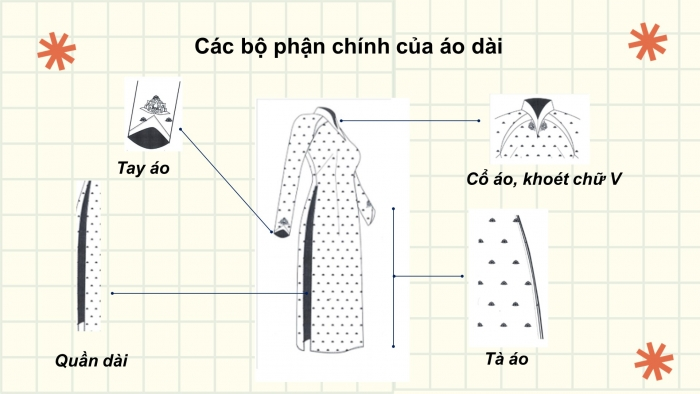 Các bộ phận chính của áo dài
Tay áo
Cổ áo, khoét chữ V
Quần dài
Tà áo